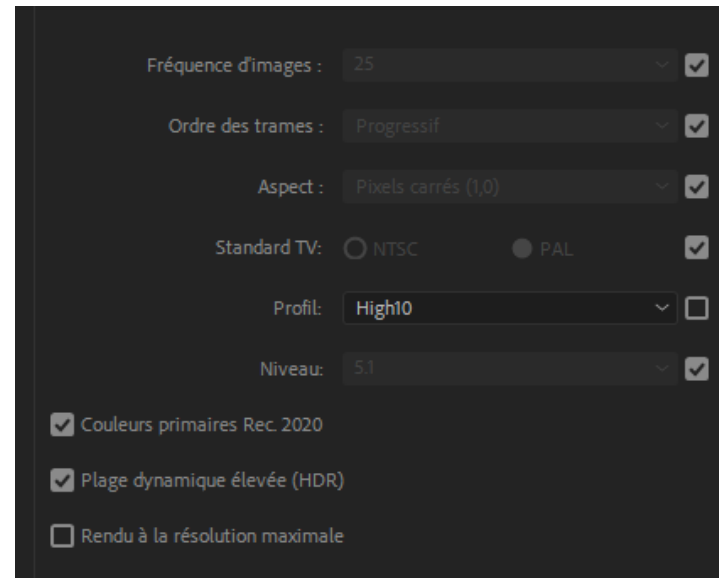 Fréquence d'images : 25
Ordre des trames : Progressif
Aspect : Pixels carrés (1,0)
Standard TV: NTSC PAL
Profil: High10
Niveau: 5.1
Couleurs primaires Rec. 2020
Plage dynamique élevée (HDR)
Rendu à la résolution maximale